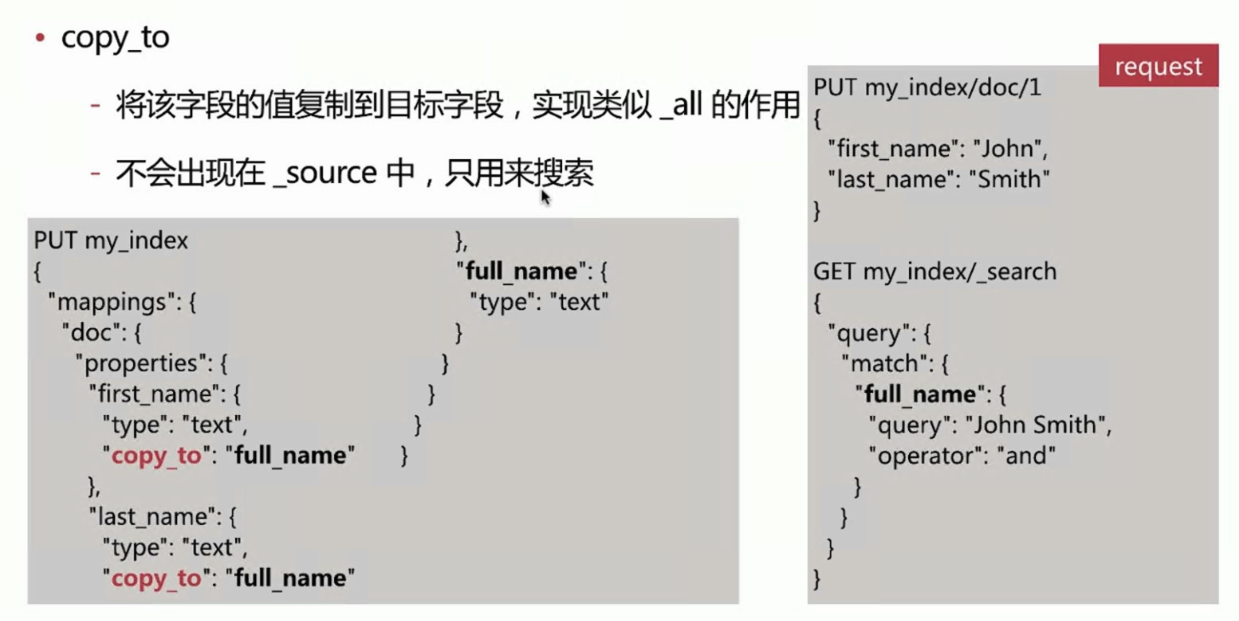 • copy_to
- 将该字段的值复制到目标字段，实现类似 _all 的作用
- 不会出现在 _source 中，只用来搜索
PUT my_index
{
"mappings": {
"doc": {
"properties": {
"first_name": {
"type": "text",
"copy_to": "full_name"
},
"last_name": {
"type": "text",
"copy_to": "full_name"
},
"full_name": {
"type": "text"
}
}
}
}
}
request
PUT my_index/doc/1
{
"first_name": "John",
"last_name": "Smith"
}
GET my_index/_search
{
"query": {
"match": {
"full_name": {
"query": "John Smith",
"operator": "and"
}
}
}
}